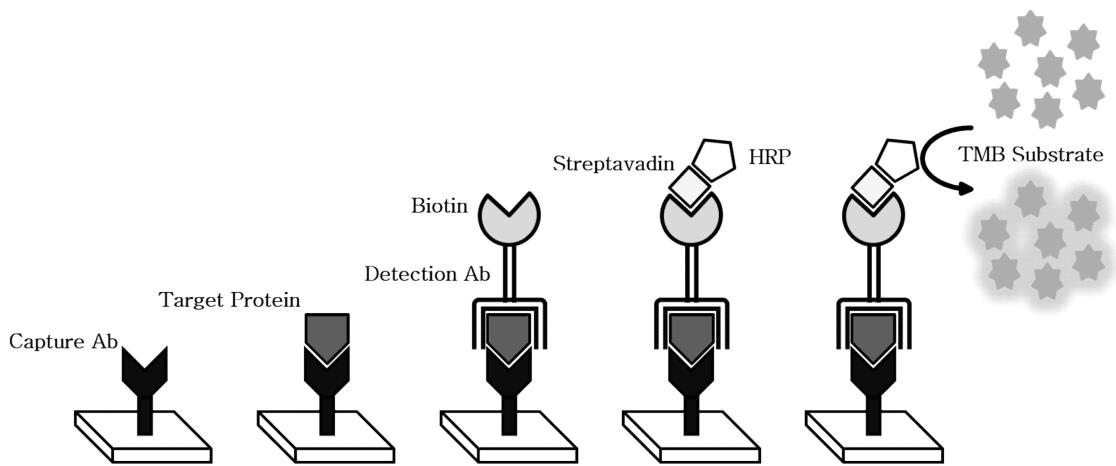 Capture Ab
Target Protein
Detection Ab
Biotin
Streptavadin
HRP
TMB Substrate